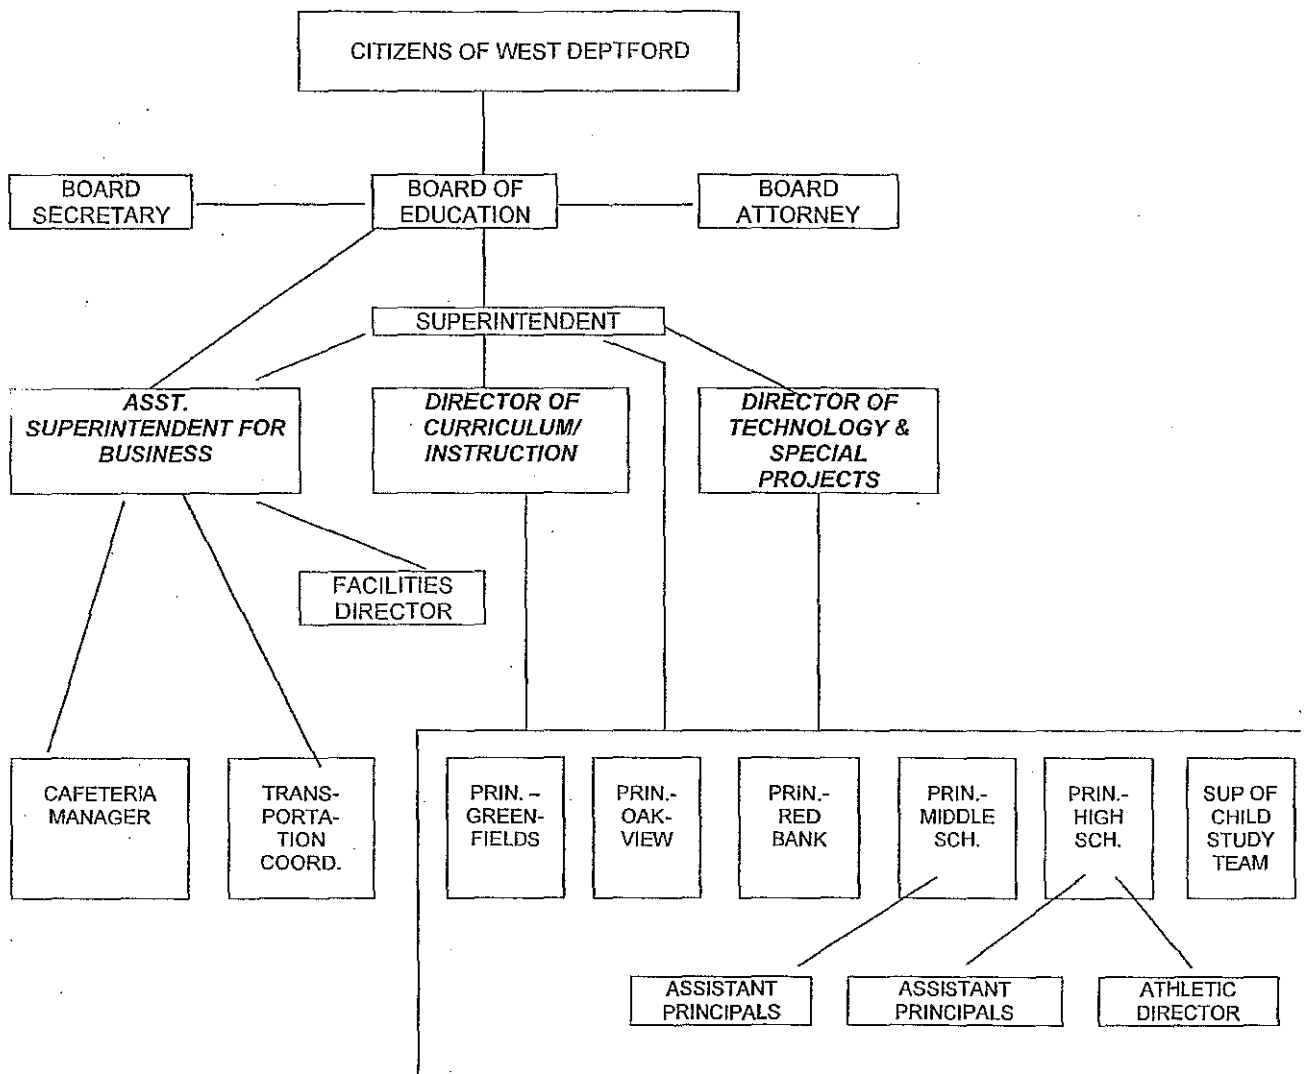 CITIZENS OF WEST DEPTFORD
BOARD
SECRETARY
BOARD OF
EDUCATION
BOARD
ATTORNEY
SUPERINTENDENT
ASST.
SUPERINTENDENT FOR
BUSINESS
DIRECTOR OF
CURRICULUM/
INSTRUCTION
DIRECTOR OF
TECHNOLOGY &
SPECIAL
PROJECTS
FACILITIES
DIRECTOR
CAFETERIA
MANAGER
TRANS-
PORTA-
TION
COORD.
PRIN. –
GREEN-
FIELDS
PRIN.-
OAK-
VIEW
PRIN.-
RED
BANK
PRIN.-
MIDDLE
SCH.
PRIN.-
HIGH
SCH.
SUP OF
CHILD
STUDY
TEAM
ASSISTANT
PRINCIPALS
ASSISTANT
PRINCIPALS
ATHLETIC
DIRECTOR